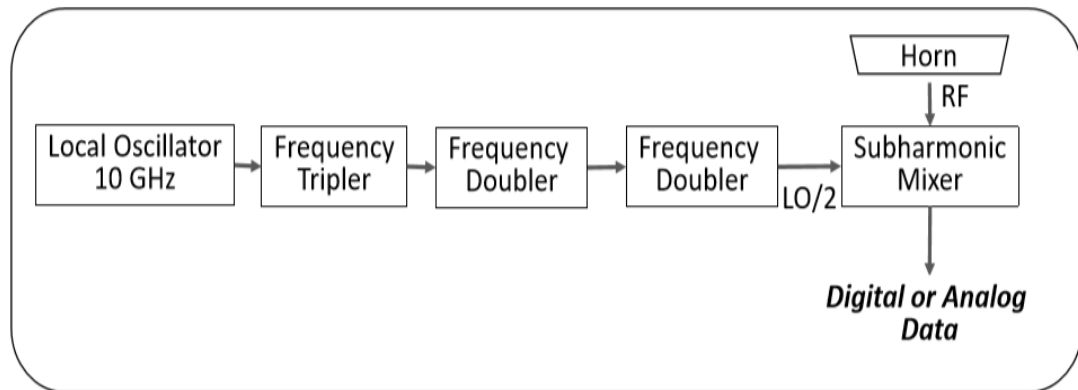 Horn
RF
Local Oscillator
10 GHz
Frequency
Tripler
Frequency
Doubler
Frequency
Doubler
LO/2
Subharmonic
Mixer
Digital or Analog
Data